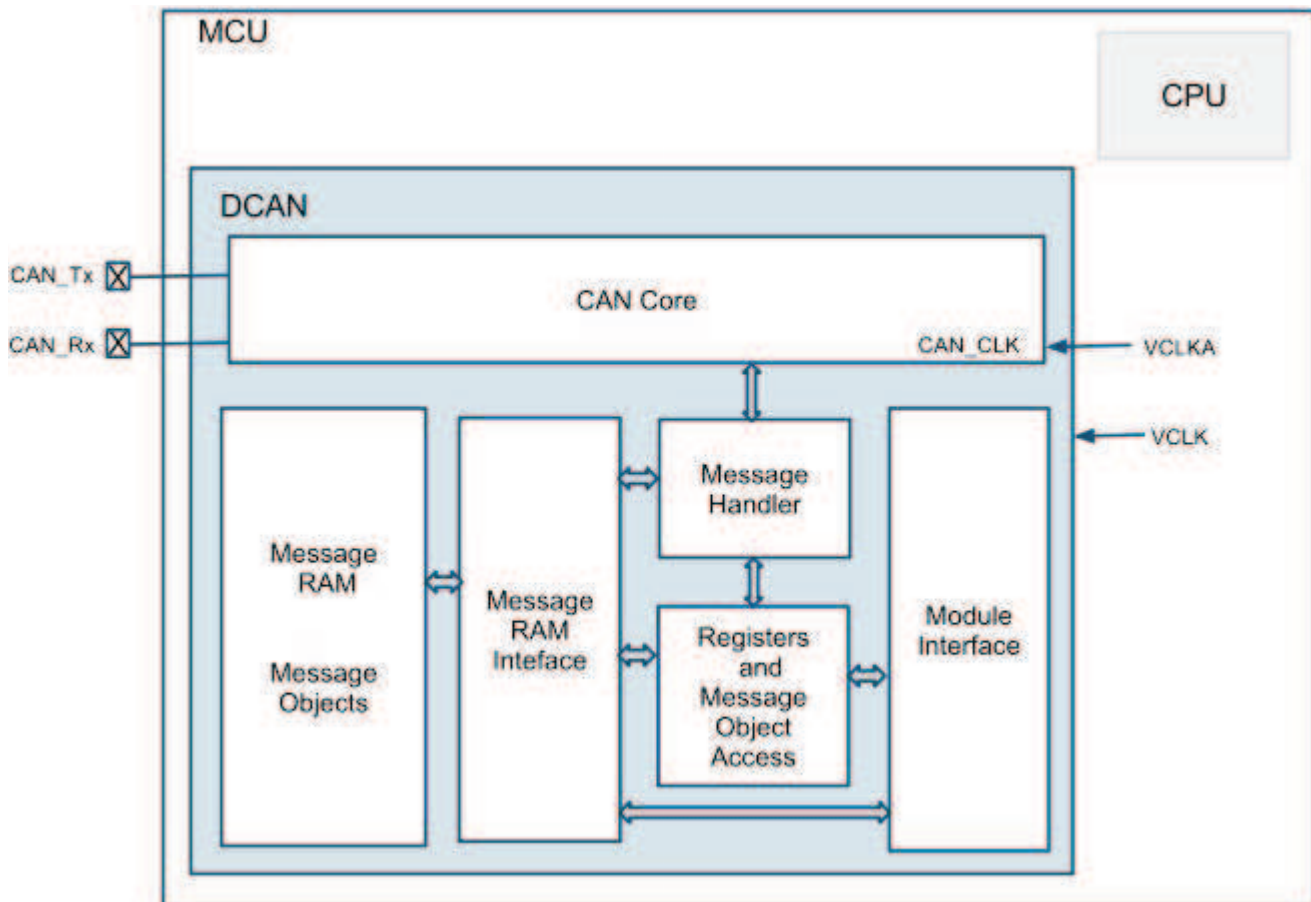 MCU
CPU
DCAN
CAN_Tx
CAN Core
CAN_Rx
CAN_CLK
VCLKA
VCLK
Message
Handler
Message
RAM
Message
Objects
Message
RAM
Inteface
Registers
and
Message
Object
Access
Module
Interface